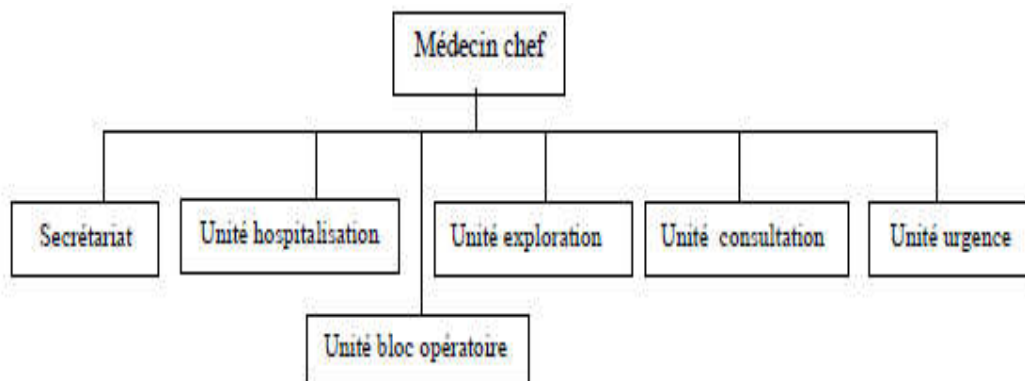 Médecin chef
Secrétariat
Unité hospitalisation
Unité exploration
Unité consultation
Unité urgence
Unité bloc opératoire